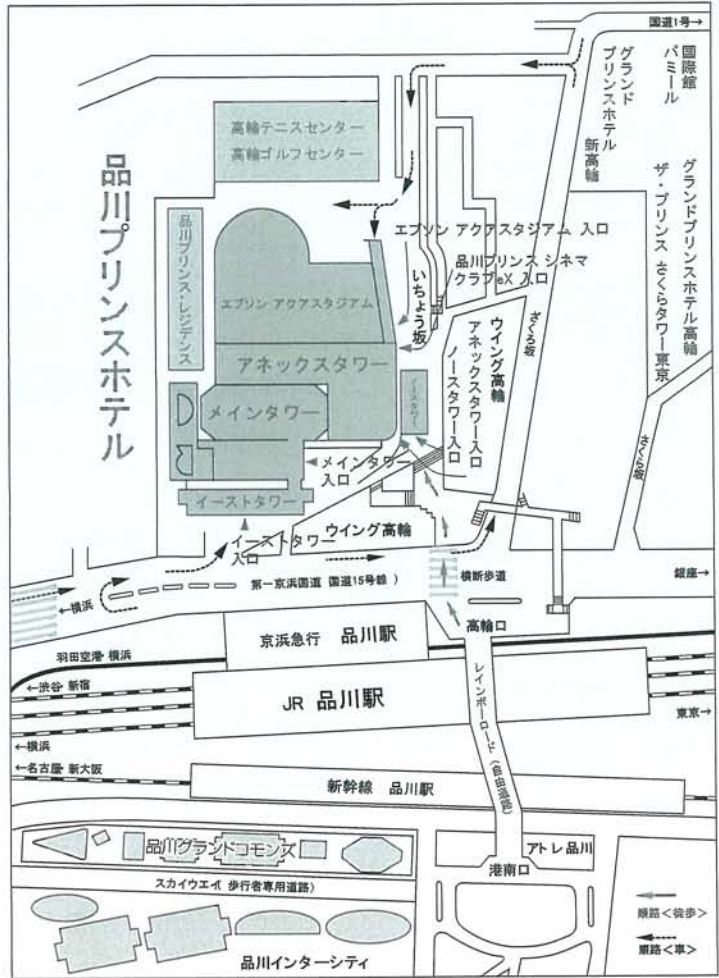 国道1号→
国際館
パミール
グランド
プリンスホテル
新高輪
グランドプリンスホテル高輪
ザ・プリンス さくらタワー東京
高輪テニスセンター
高輪ゴルフセンター
品川プリンスホテル
品川プリンス・レジデンス
エプソン アクアスタジアム 入口
品川プリンス シネマ
クラブeX 入口
いちょう坂
エプソン アクアスタジアム
アネックスタワー
メインタワー
ノースタワー
ウイング高輪
アネックスタワー入口
ノースタワー入口
ざくろ坂
さくら坂
メインタワー
入口
イーストタワー
イーストタワー
入口
ウイング高輪
第一京浜国道 国道15号線 )
横断歩道
銀座→
←横浜
高輪口
京浜急行 品川駅
羽田空港・横浜
←渋谷・新宿
JR 品川駅
レインボーロード (自由通路)
東京→
←横浜
←名古屋・新大阪
新幹線 品川駅
品川グランドコモンズ
アトレ品川
港南口
スカイウエイ( 歩行者専用道路)
品川インターシティ
順路<徒歩>
順路<車>